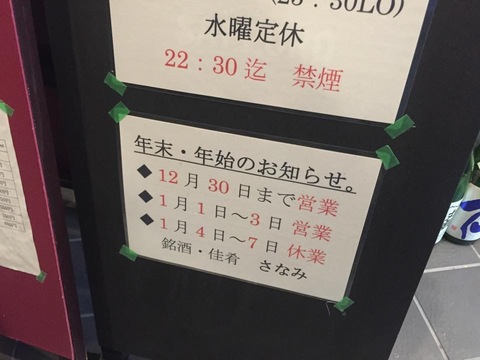 (23：30LO)
水曜定休
22：30迄 禁煙
年末・年始のお知らせ。
◆12月30日まで営業
◆1月1日～3日 営業
◆1月4日～7日 休業
銘酒・佳肴 さなみ